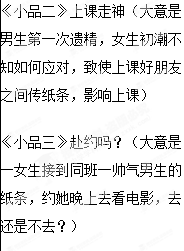 《小品二》上课走神（大意是
男生第一次遗精，女生初潮不
知如何应对，致使上课好朋友
之间传纸条，影响上课）
《小品三》赴约吗？（大意是
一女生接到同班一帅气男生的
纸条，约她晚上去看电影，去
还是不去？）